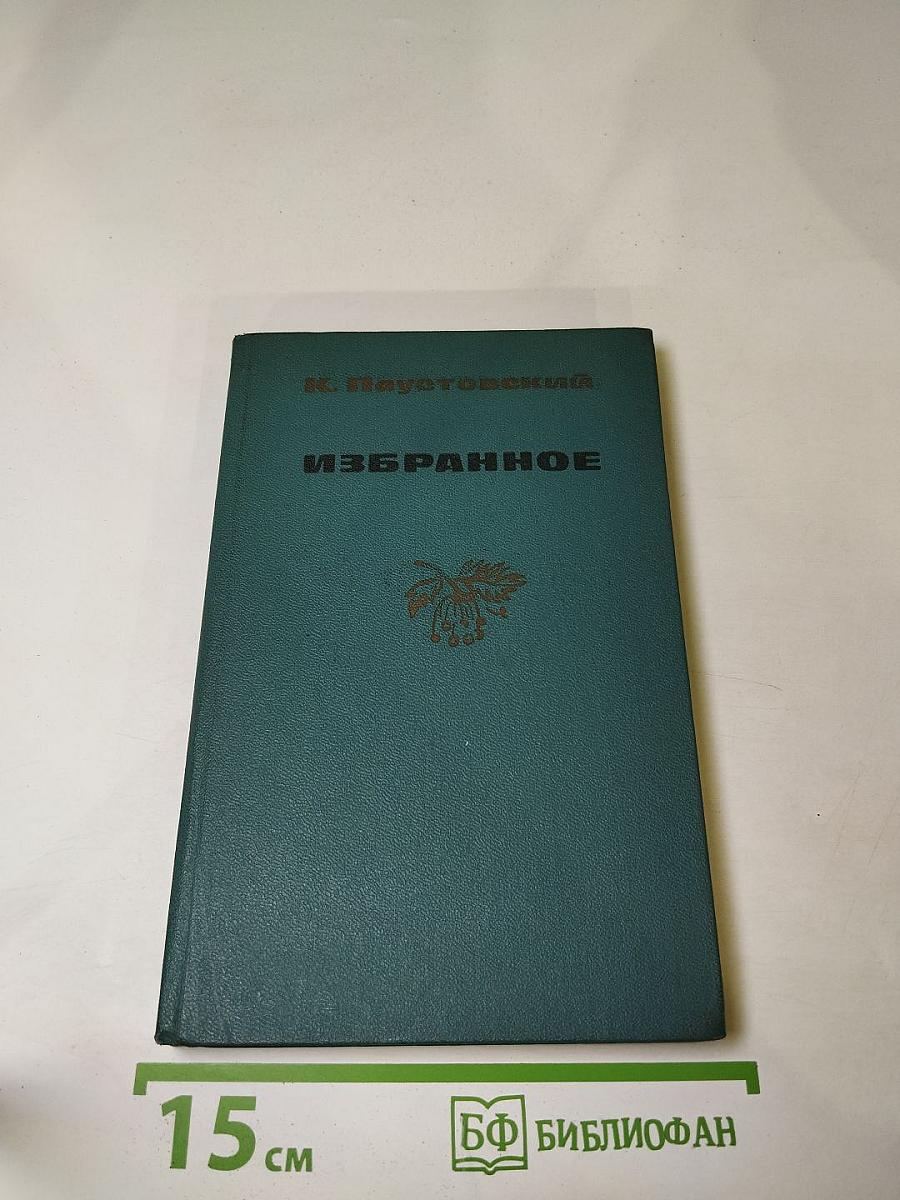 К. Паустовский
ИЗБРАННОЕ
15 см
БФ БИБЛИОФАН